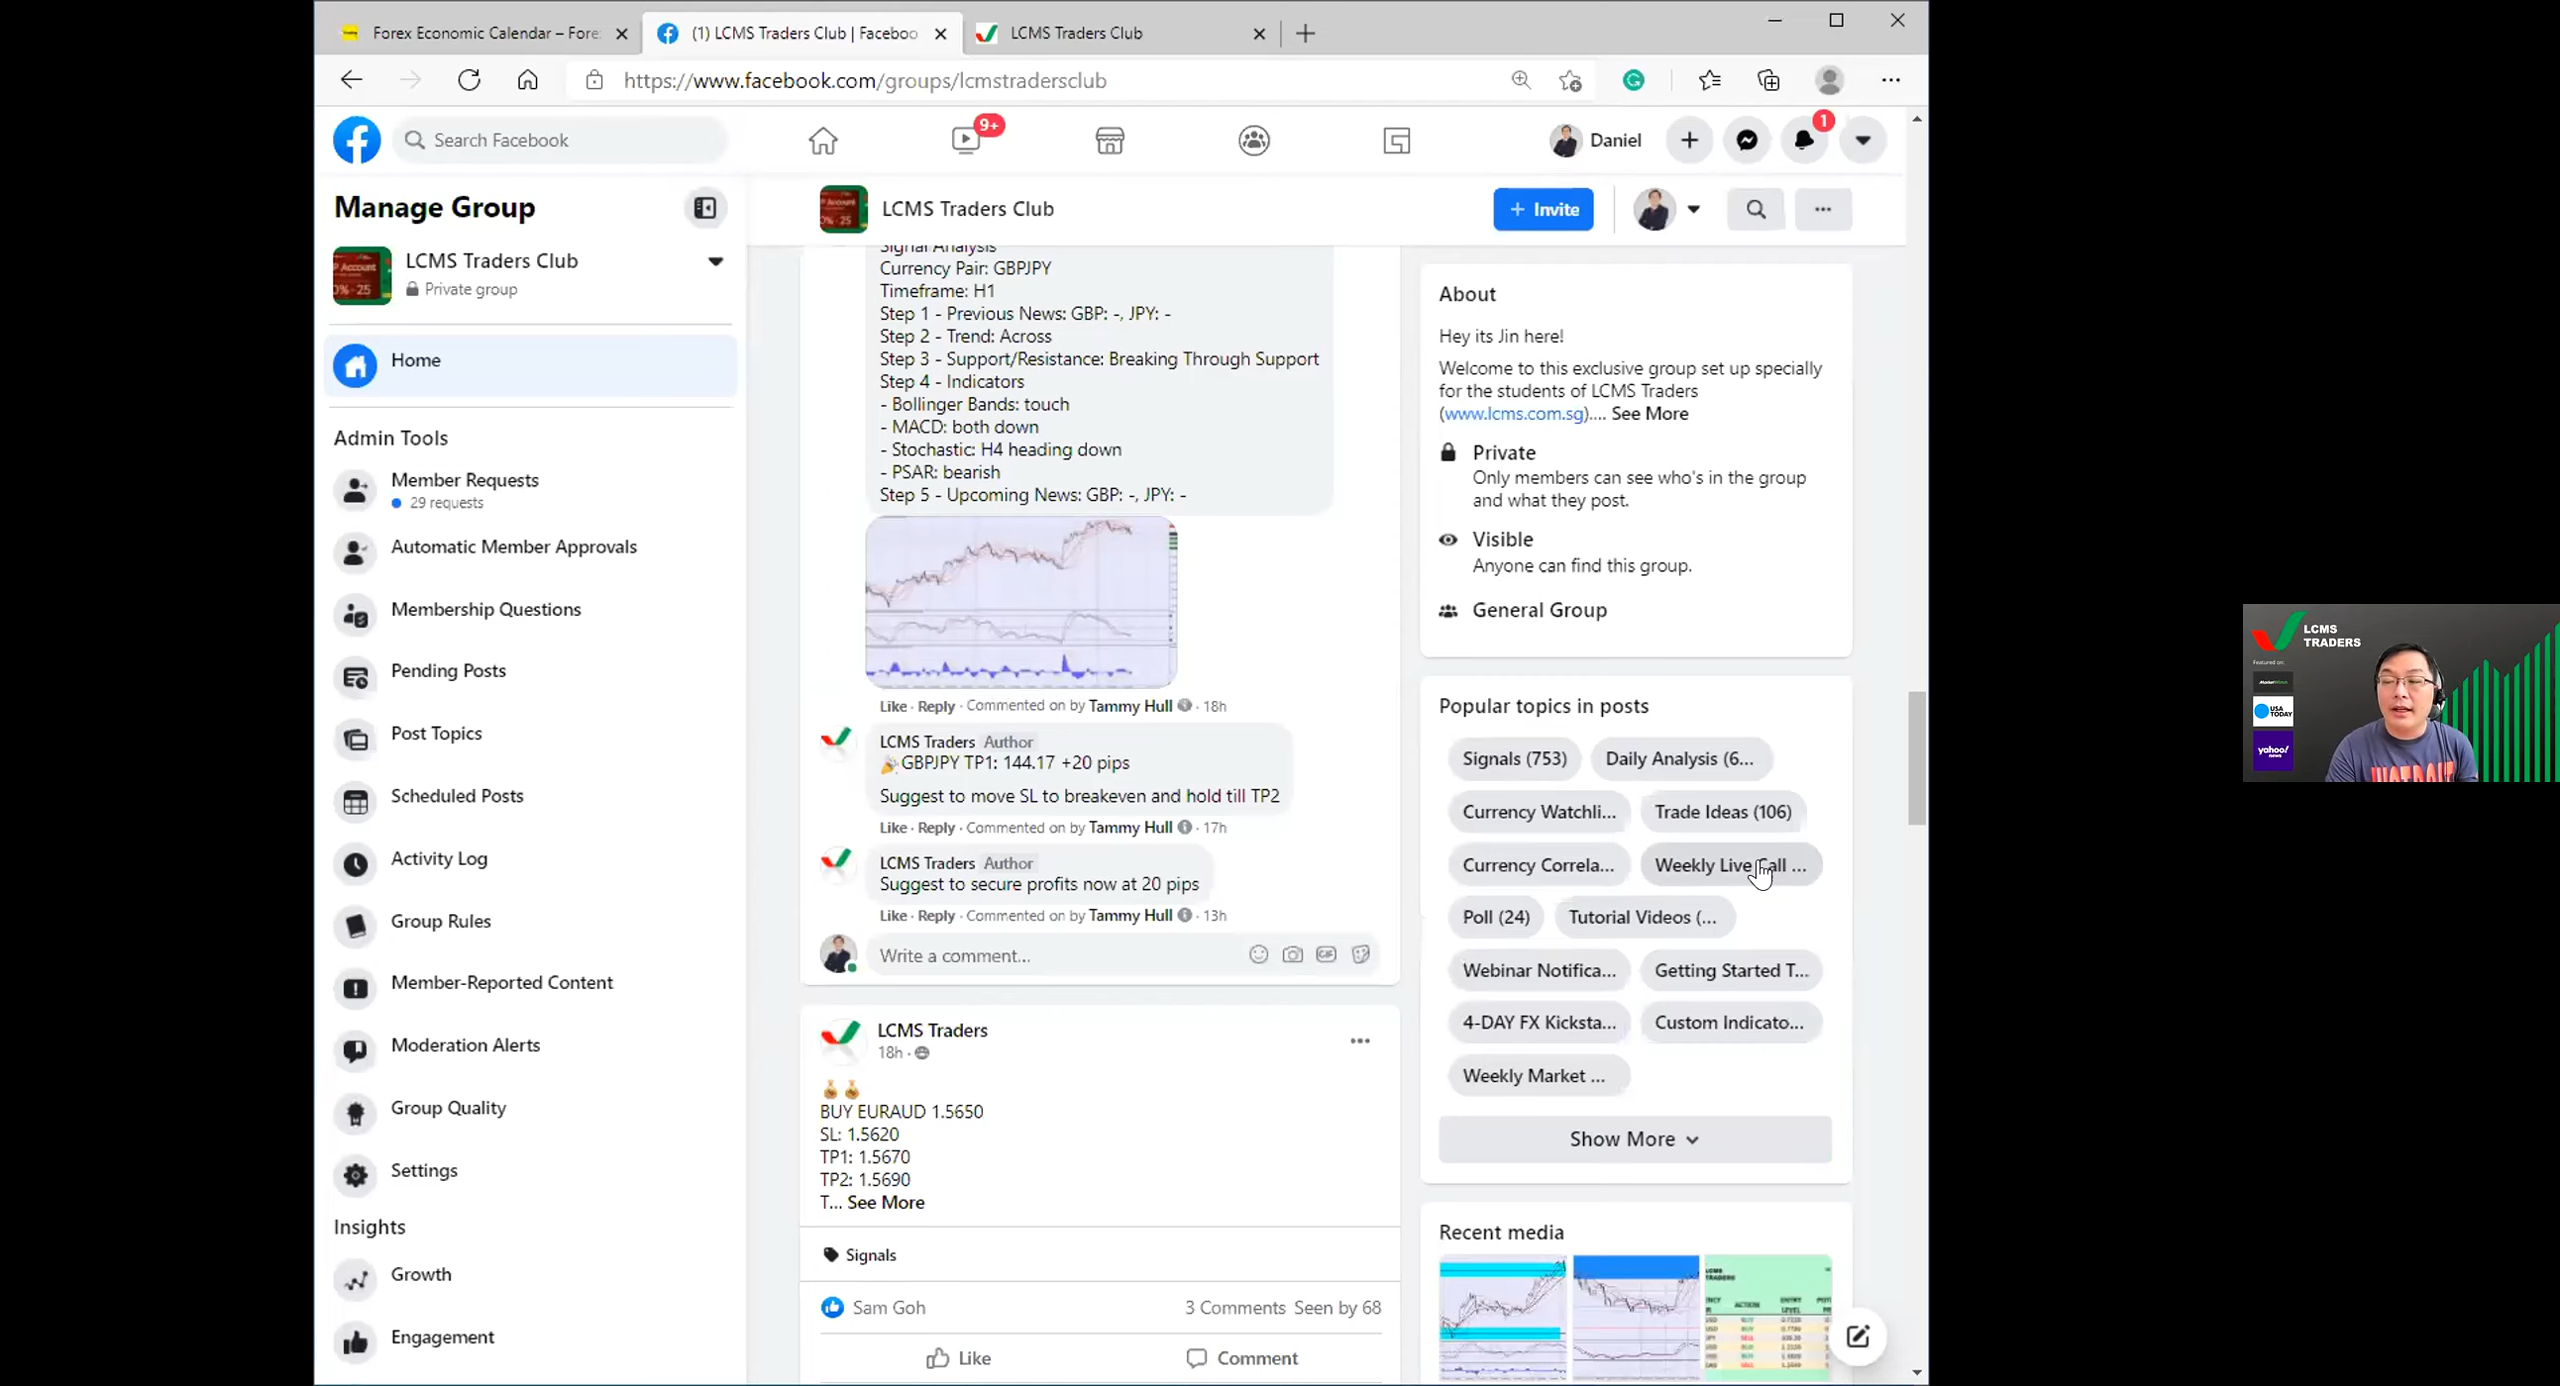 Forex Economic Calendar – Fore
(1) LCMS Traders Club | Faceboo
LCMS Traders Club
https://www.facebook.com/groups/lcmstradersclub
Search Facebook
9+
Daniel
1
Manage Group
LCMS Traders Club
Private group
Home
Admin Tools
Member Requests
29 requests
Automatic Member Approvals
Membership Questions
Pending Posts
Post Topics
Scheduled Posts
Activity Log
Group Rules
Member-Reported Content
Moderation Alerts
Group Quality
Settings
Insights
Growth
Engagement
LCMS Traders Club
+ Invite
Signal Analysis
Currency Pair: GBPJPY
Timeframe: H1
Step 1 - Previous News: GBP: -, JPY: -
Step 2 - Trend: Across
Step 3 - Support/Resistance: Breaking Through Support
Step 4 - Indicators
- Bollinger Bands: touch
- MACD: both down
- Stochastic: H4 heading down
- PSAR: bearish
Step 5 - Upcoming News: GBP: -, JPY: -
Like · Reply · Commented on by Tammy Hull · 18h
LCMS Traders Author
🎉GBPJPY TP1: 144.17 +20 pips
Suggest to move SL to breakeven and hold till TP2
Like · Reply · Commented on by Tammy Hull · 17h
LCMS Traders Author
Suggest to secure profits now at 20 pips
Like · Reply · Commented on by Tammy Hull · 13h
Write a comment...
GIF
LCMS Traders
18h ·
💰💰
BUY EURAUD 1.5650
SL: 1.5620
TP1: 1.5670
TP2: 1.5690
T... See More
Signals
Sam Goh
3 Comments Seen by 68
Like
Comment
About
Hey its Jin here!
Welcome to this exclusive group set up specially
for the students of LCMS Traders
(www.lcms.com.sg).... See More
Private
Only members can see who's in the group
and what they post.
Visible
Anyone can find this group.
General Group
Popular topics in posts
Signals (753)
Daily Analysis (6...
Currency Watchli...
Trade Ideas (106)
Currency Correla...
Weekly Live Call ...
Poll (24)
Tutorial Videos (...
Webinar Notifica...
Getting Started T...
4-DAY FX Kicksta...
Custom Indicato...
Weekly Market ...
Show More
Recent media
LCMS
TRADERS
ACTION
ENTRY
LEVEL
LCMS
TRADERS
Featured on:
MarketWatch
USA
TODAY
yahoo!
news